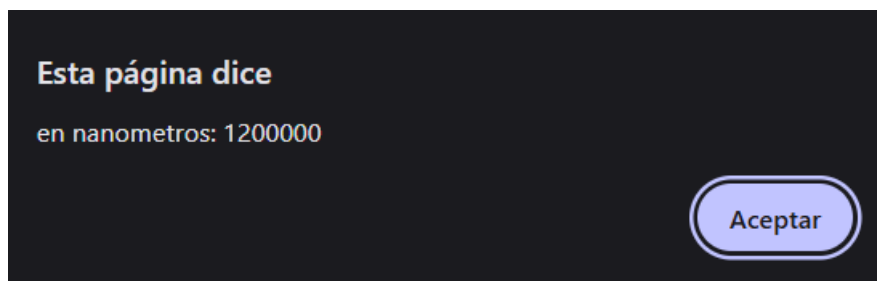 Esta página dice
en nanometros: 1200000
Aceptar